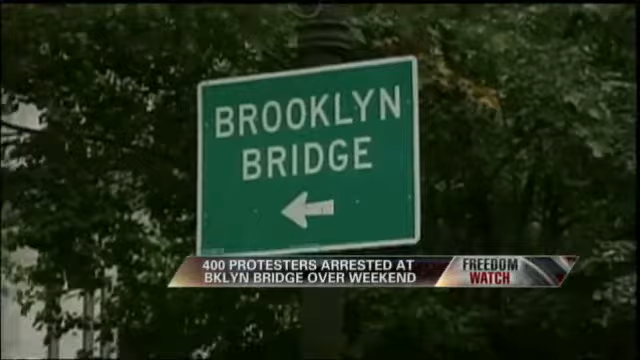 BROOKLYN
BRIDGE
400 PROTESTERS ARRESTED AT
BKLYN BRIDGE OVER WEEKEND
FREEDOM
WATCH